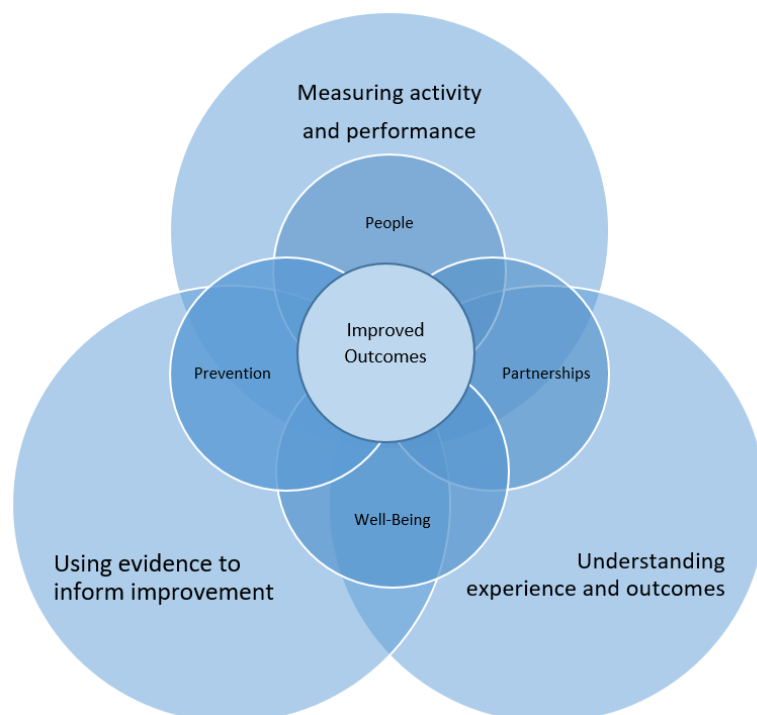 Measuring activity
and performance
People
Improved
Outcomes
Prevention
Partnerships
Well-Being
Using evidence to
inform improvement
Understanding
experience and outcomes